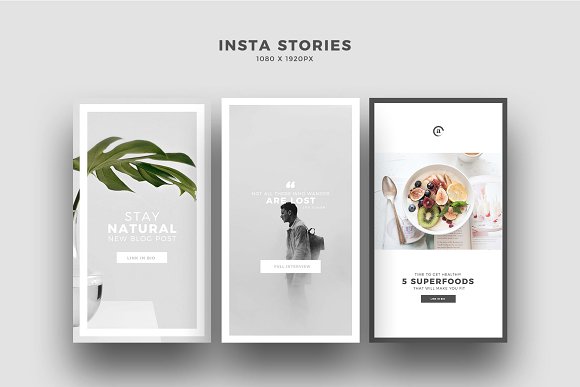 INSTA STORIES
1080 X 1920PX
STAY
NATURAL
NEW BLOG POST
LINK IN BIO
“
NOT ALL THOSE WHO WANDER
ARE LOST
FULL INTERVIEW
a
TIME TO GET HEALTHY
5 SUPERFOODS
THAT WILL MAKE YOU FIT
LINK IN BIO